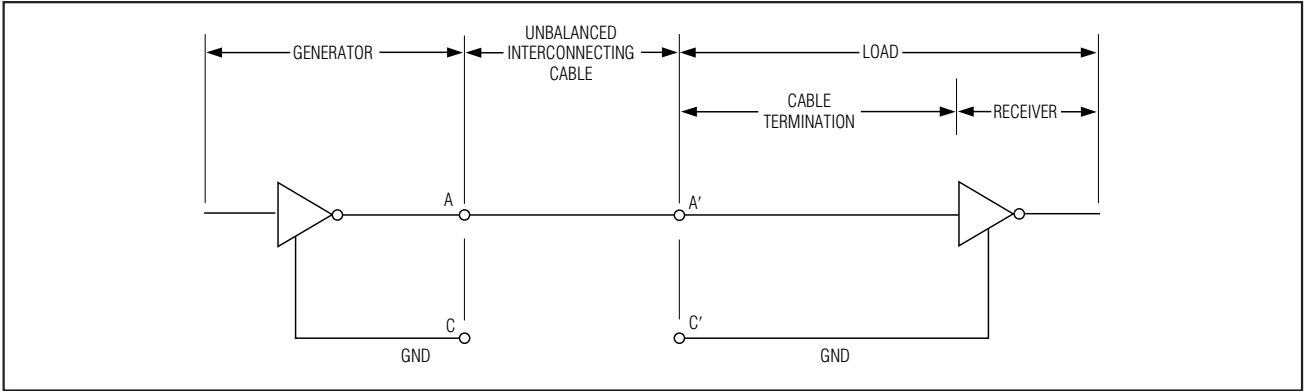 GENERATOR
UNBALANCED
INTERCONNECTING
CABLE
LOAD
CABLE
TERMINATION
RECEIVER
A
A′
C
C′
GND
GND